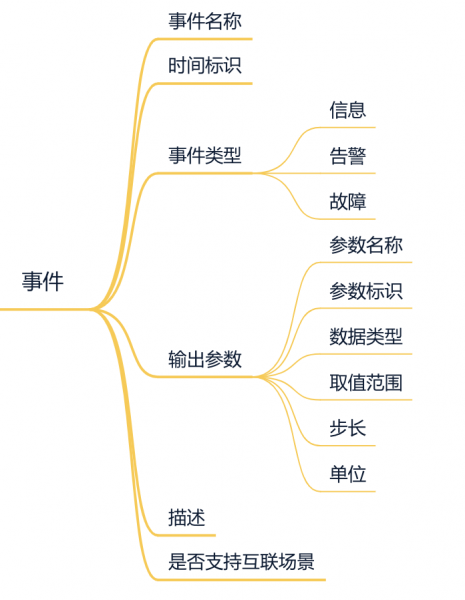 事件
事件名称
时间标识
事件类型
信息
告警
故障
输出参数
参数名称
参数标识
数据类型
取值范围
步长
单位
描述
是否支持互联场景